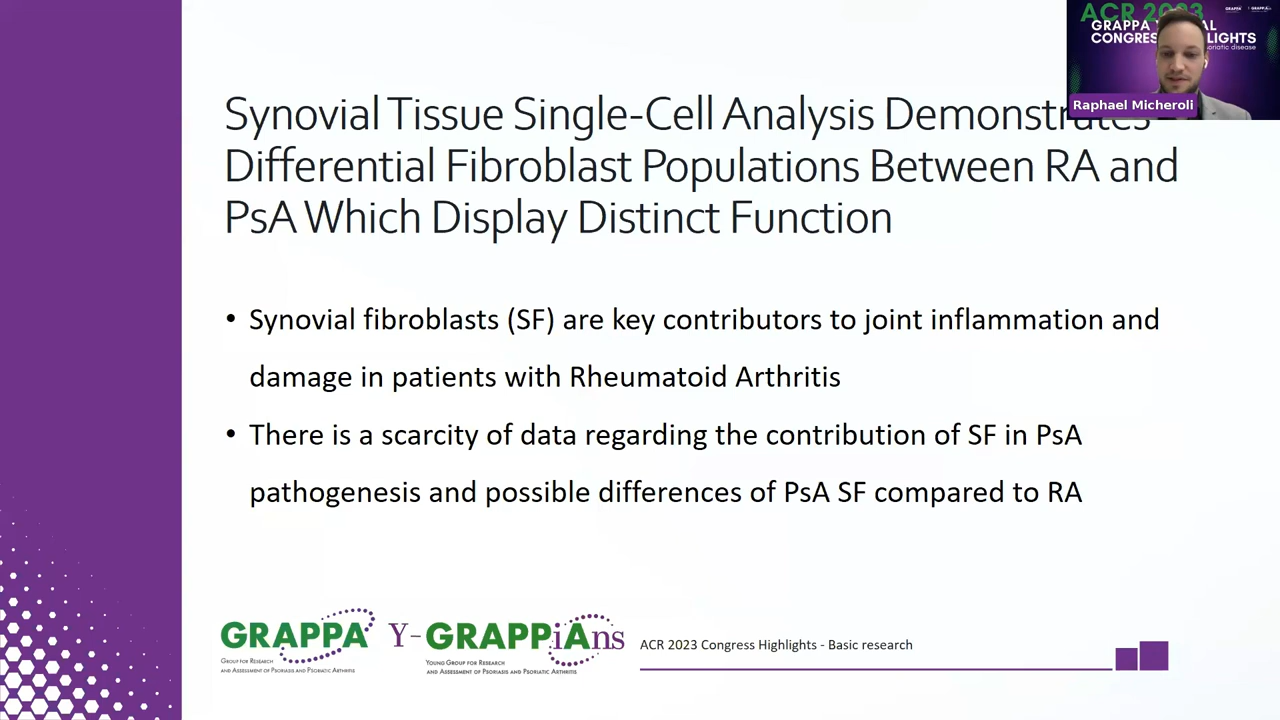 ACR 2023
GRAPPA
CONGRES LIGHTS
Raphael Micheroli
Synovial Tissue Single-Cell Analysis Demonstrates
Differential Fibroblast Populations Between RA and
PsA Which Display Distinct Function
• Synovial fibroblasts (SF) are key contributors to joint inflammation and
damage in patients with Rheumatoid Arthritis
• There is a scarcity of data regarding the contribution of SF in PsA
pathogenesis and possible differences of PsA SF compared to RA
GRAPPA
GROUP FOR RESEARCH
AND ASSESSMENT OF PSORIASIS AND PSORIATIC ARTHRITIS
Y-GRAPPiAns
YOUNG GROUP FOR RESEARCH
AND ASSESSMENT OF PSORIASIS AND PSORIATIC ARTHRITIS
ACR 2023 Congress Highlights - Basic research